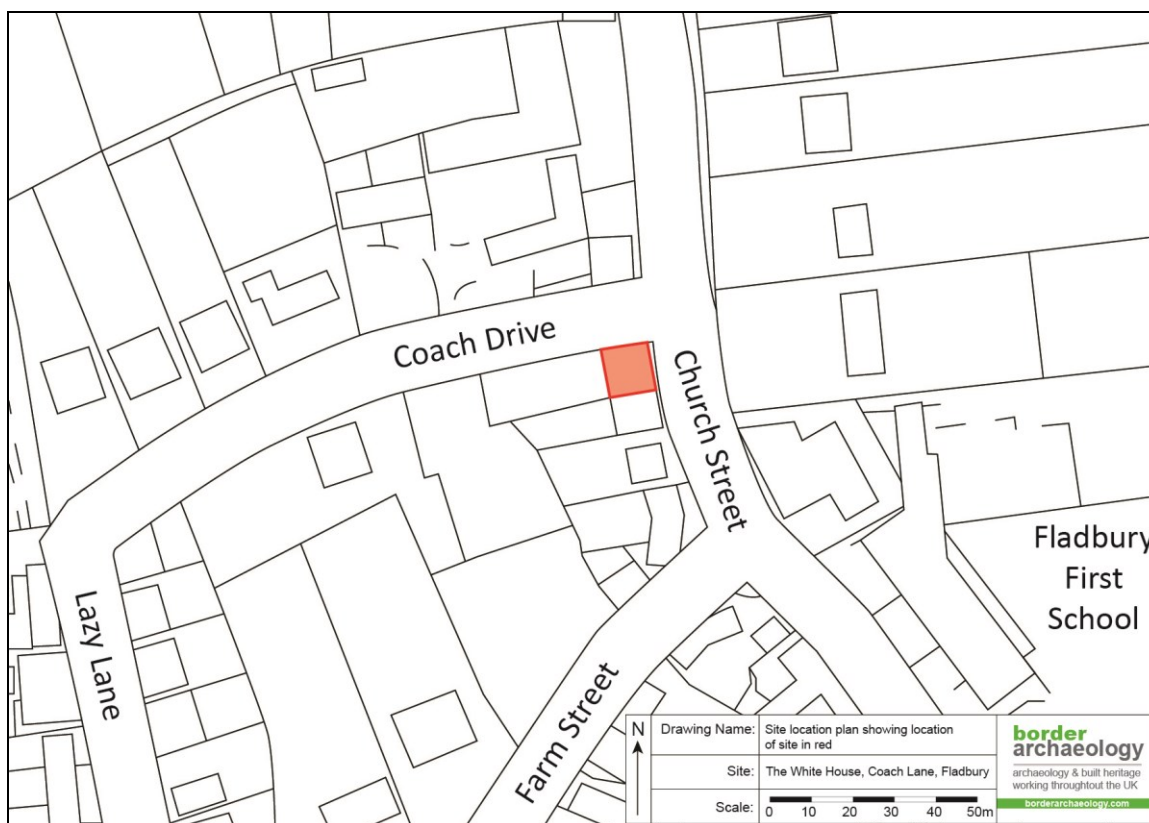 Coach Drive
Church Street
Lazy Lane
Farm Street
Fladbury
First
School
N
Drawing Name:
Site location plan showing location
of site in red
Site:
The White House, Coach Lane, Fladbury
Scale:
0 10 20 30 40 50m
border
archaeology
archaeology & built heritage
working throughtout the UK
borderarchaeology.com